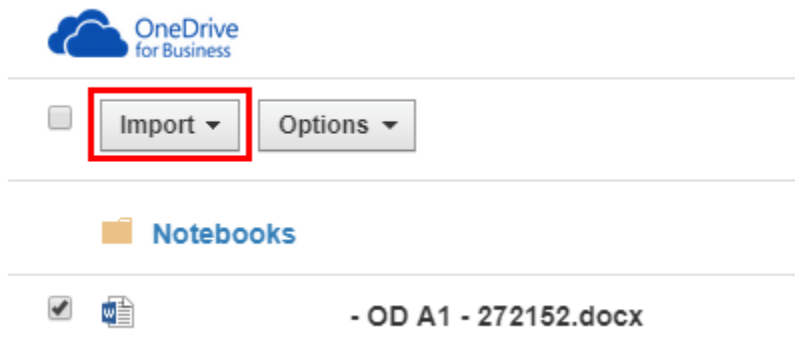 OneDrive
for Business
Import Options
Notebooks
- OD A1 - 272152.docx